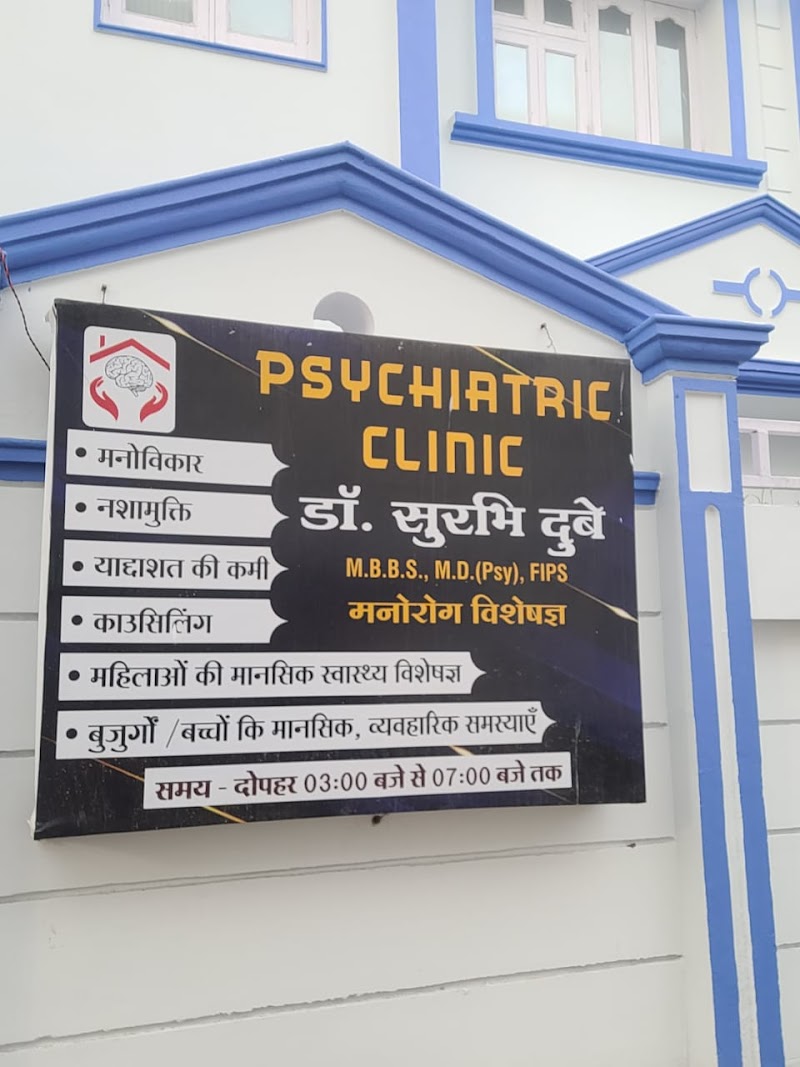 PSYCHIATRIC
CLINIC
डॉ. सुरभि दुबे
M.B.B.S., M.D.(Psy), FIPS
मनोरोग विशेषज्ञ
• मनोविकार
• नशामुक्ति
• याद्दाशत की कमी
• काउसिलिंग
• महिलाओं की मानसिक स्वास्थ्य विशेषज्ञ
• बुजुर्गों /बच्चों कि मानसिक, व्यवहारिक समस्याएँ
समय - दोपहर 03:00 बजे से 07:00 बजे तक